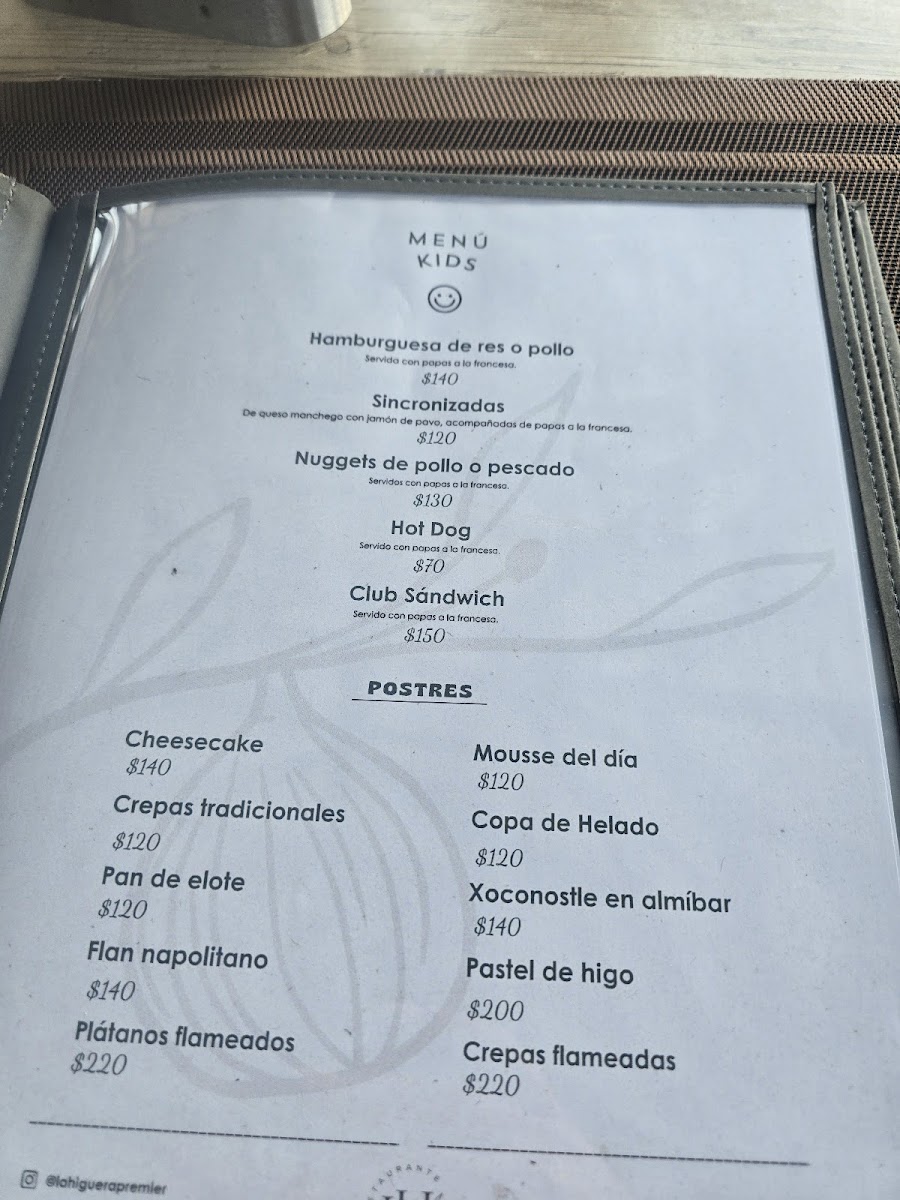 MENÚ
KIDS
Hamburguesa de res o pollo
Servida con papas a la francesa.
$140
Sincronizadas
De queso manchego con jamón de pavo, acompañadas de papas a la francesa.
$120
Nuggets de pollo o pescado
Servidos con papas a la francesa.
$130
Hot Dog
Servido con papas a la francesa.
$70
Club Sándwich
Servido con papas a la francesa.
$150
POSTRES
Cheesecake
$140
Crepas tradicionales
$120
Pan de elote
$120
Flan napolitano
$140
Plátanos flameados
$220
Mousse del día
$120
Copa de Helado
$120
Xoconostle en almíbar
$140
Pastel de higo
$200
Crepas flameadas
$220
@lahiguerapremier